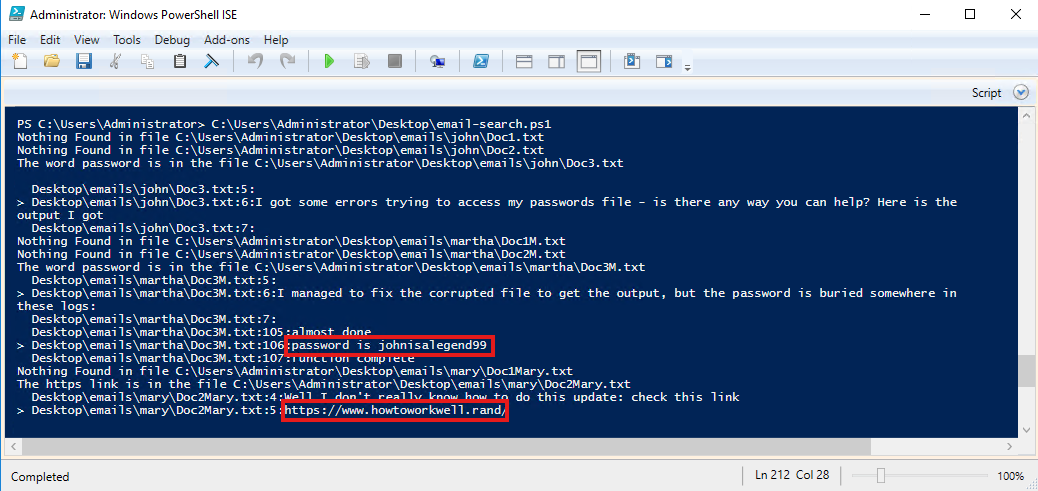 Administrator: Windows PowerShell ISE
File Edit View Tools Debug Add-ons Help
Script
PS C:\Users\Administrator> C:\Users\Administrator\Desktop\email-search.ps1
Nothing Found in file C:\Users\Administrator\Desktop\emails\john\Doc1.txt
Nothing Found in file C:\Users\Administrator\Desktop\emails\john\Doc2.txt
The word password is in the file C:\Users\Administrator\Desktop\emails\john\Doc3.txt
Desktop\emails\john\Doc3.txt:5:
> Desktop\emails\john\Doc3.txt:6:I got some errors trying to access my passwords file - is there any way you can help? Here is the
output I got
Desktop\emails\john\Doc3.txt:7:
Nothing Found in file C:\Users\Administrator\Desktop\emails\martha\Doc1M.txt
Nothing Found in file C:\Users\Administrator\Desktop\emails\martha\Doc2M.txt
The word password is in the file C:\Users\Administrator\Desktop\emails\martha\Doc3M.txt
Desktop\emails\martha\Doc3M.txt:5:
> Desktop\emails\martha\Doc3M.txt:6:I managed to fix the corrupted file to get the output, but the password is buried somewhere in
these logs:
Desktop\emails\martha\Doc3M.txt:7:
Desktop\emails\martha\Doc3M.txt:105:almost done
> Desktop\emails\martha\Doc3M.txt:106:password is johnisalegend99
Desktop\emails\martha\Doc3M.txt:107:function complete
Nothing Found in file C:\Users\Administrator\Desktop\emails\mary\Doc1Mary.txt
The https link is in the file C:\Users\Administrator\Desktop\emails\mary\Doc2Mary.txt
Desktop\emails\mary\Doc2Mary.txt:4:Well I don't really know how to do this update: check this link
> Desktop\emails\mary\Doc2Mary.txt:5:https://www.howtoworkwell.rand/
Completed
Ln 212 Col 28
100%